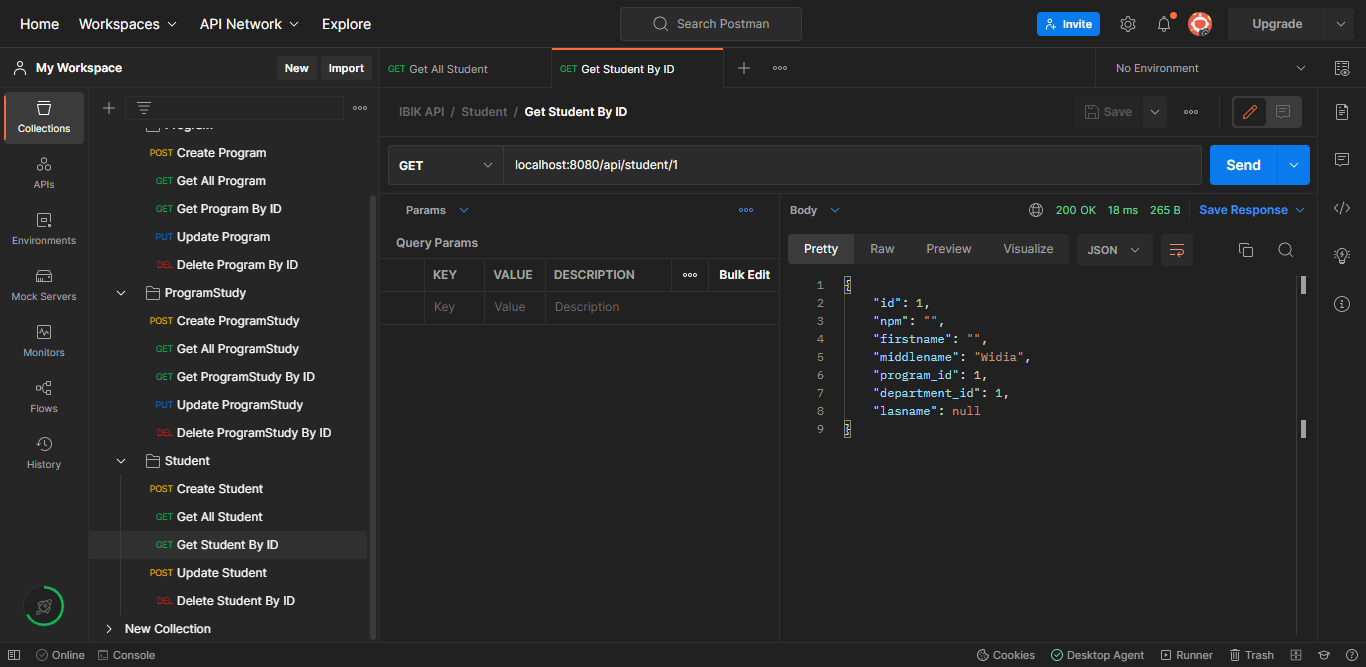 Home Workspaces API Network Explore Search Postman Invite Upgrade
My Workspace New Import GET Get All Student GET Get Student By ID No Environment
Collections
APIs
Environments
Mock Servers
Monitors
Flows
History
Program
POST Create Program
GET Get All Program
GET Get Program By ID
PUT Update Program
DEL Delete Program By ID
ProgramStudy
POST Create ProgramStudy
GET Get All ProgramStudy
GET Get ProgramStudy By ID
PUT Update ProgramStudy
DEL Delete ProgramStudy By ID
Student
POST Create Student
GET Get All Student
GET Get Student By ID
POST Update Student
DEL Delete Student By ID
New Collection
IBIK API / Student / Get Student By ID Save
GET localhost:8080/api/student/1 Send
Params
Query Params
KEY VALUE DESCRIPTION Bulk Edit
Key Value Description
Body 200 OK 18 ms 265 B Save Response
Pretty Raw Preview Visualize JSON
1 {
2 "id": 1,
3 "npm": "",
4 "firstname": "",
5 "middlename": "Widia",
6 "program_id": 1,
7 "department_id": 1,
8 "lasname": null
9 }
Online Console Cookies Desktop Agent Runner Trash